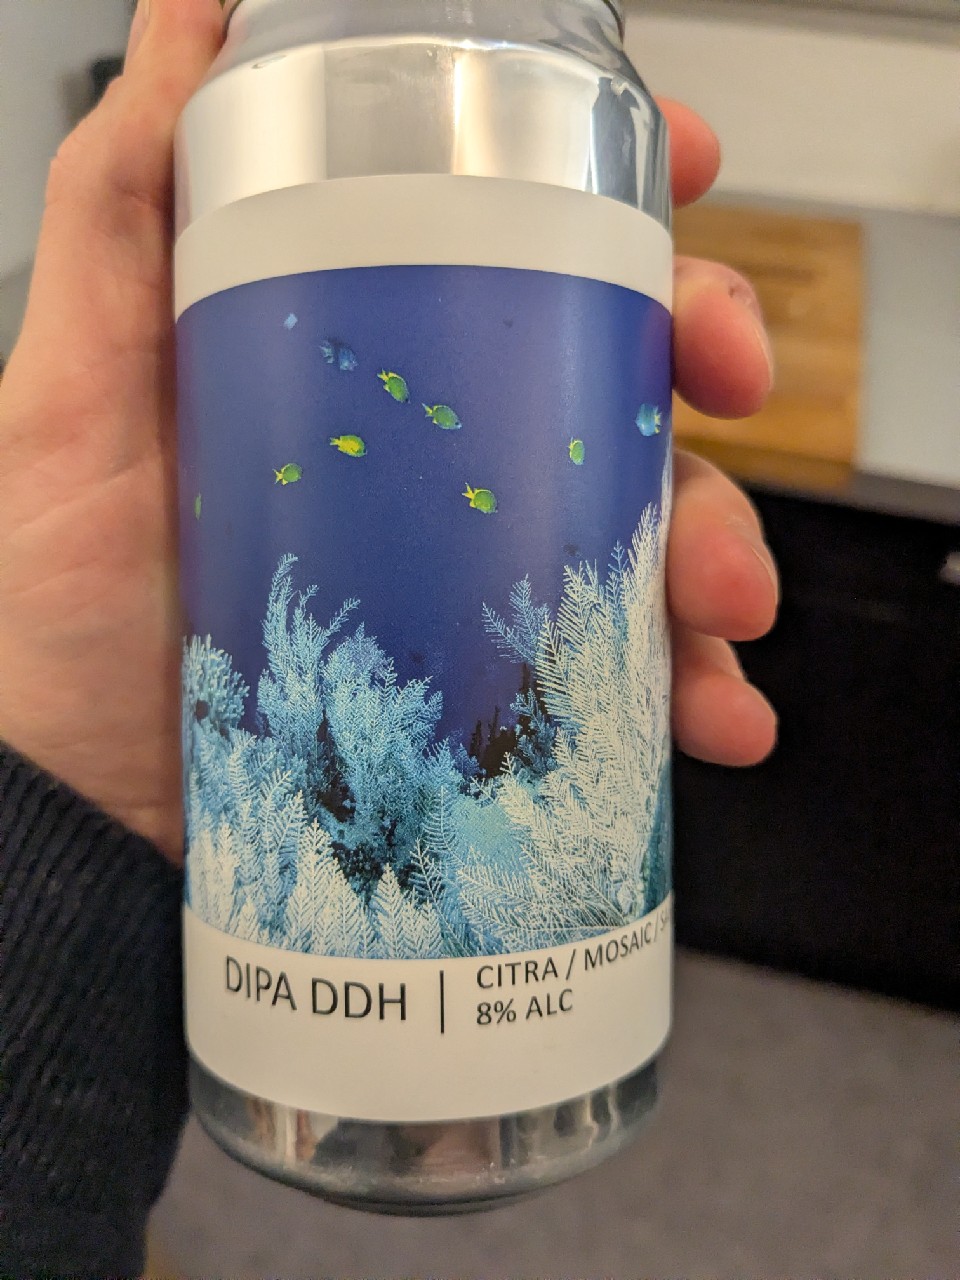 DIPA DDH
CITRA / MOSAIC /
8% ALC